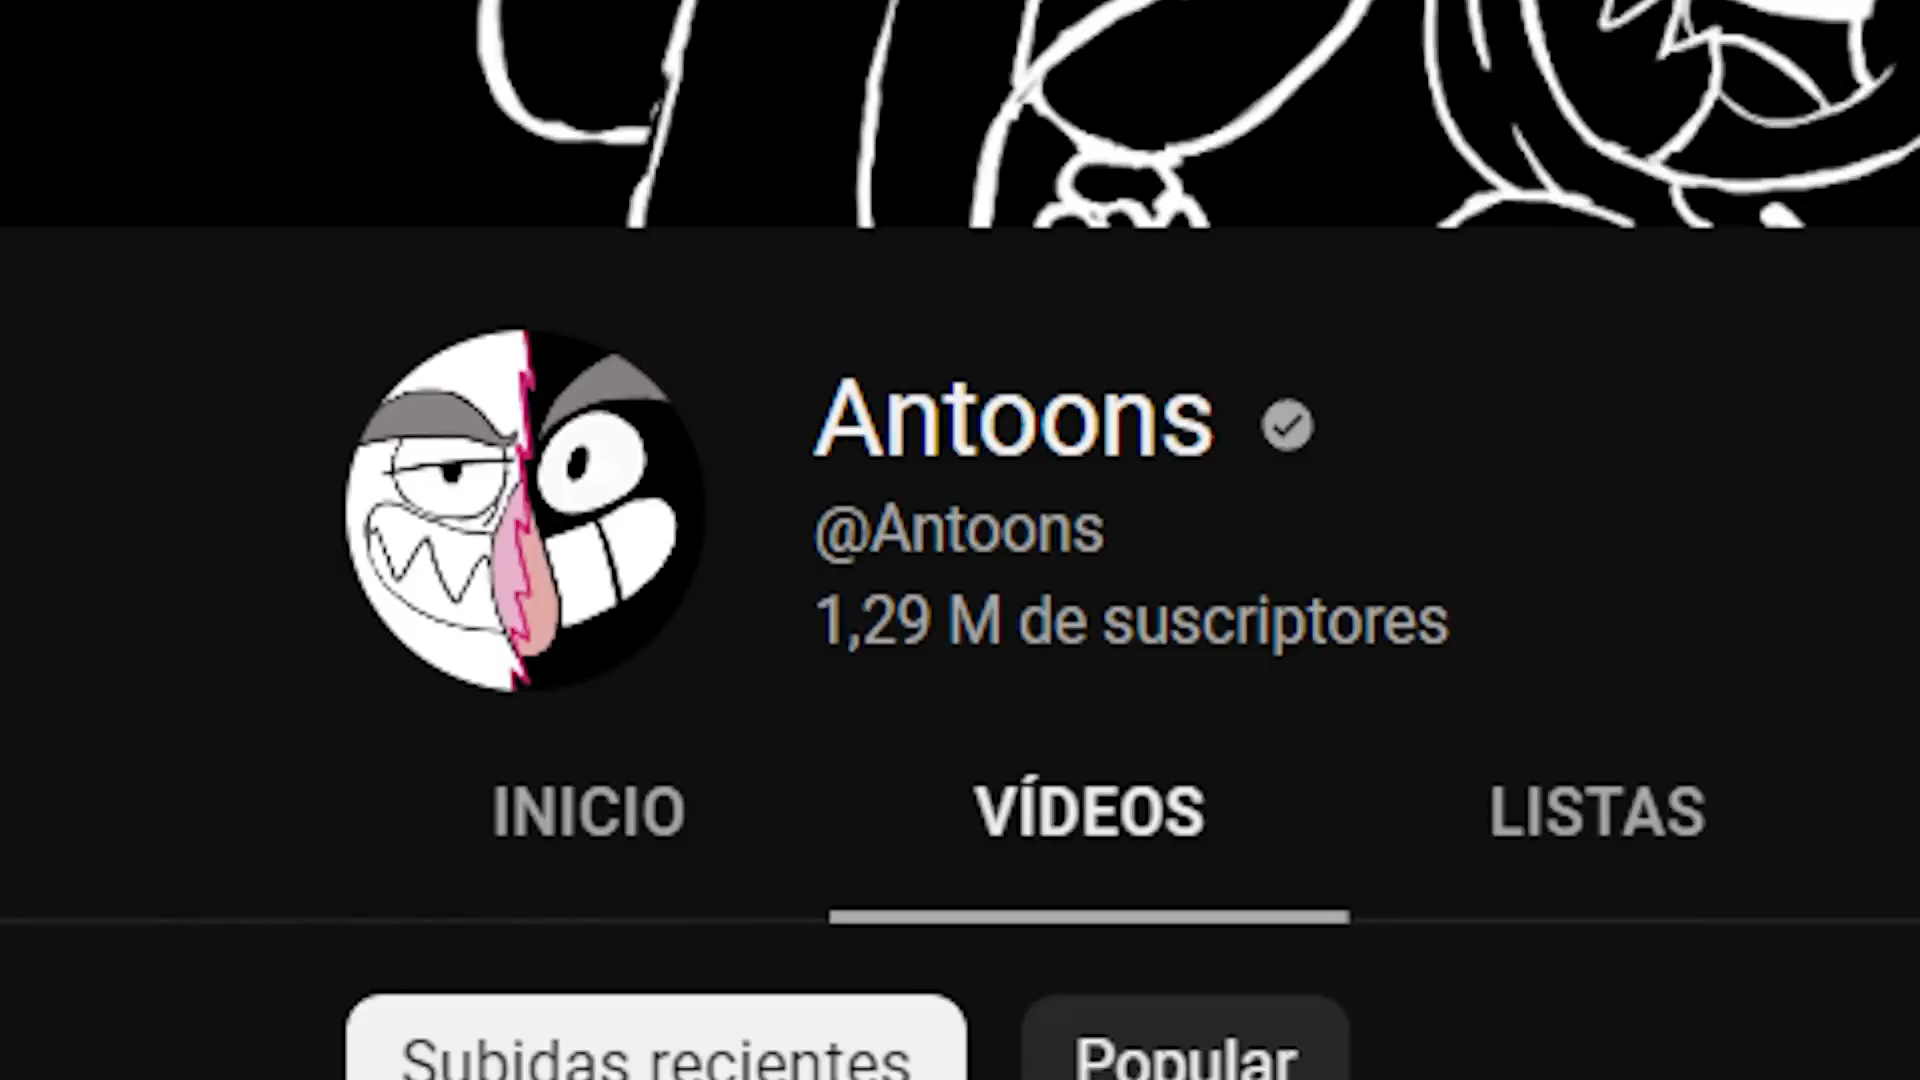 Antoons
@Antoons
1,29 M de suscriptores
INICIO VÍDEOS LISTAS
Subidas recientes Popular